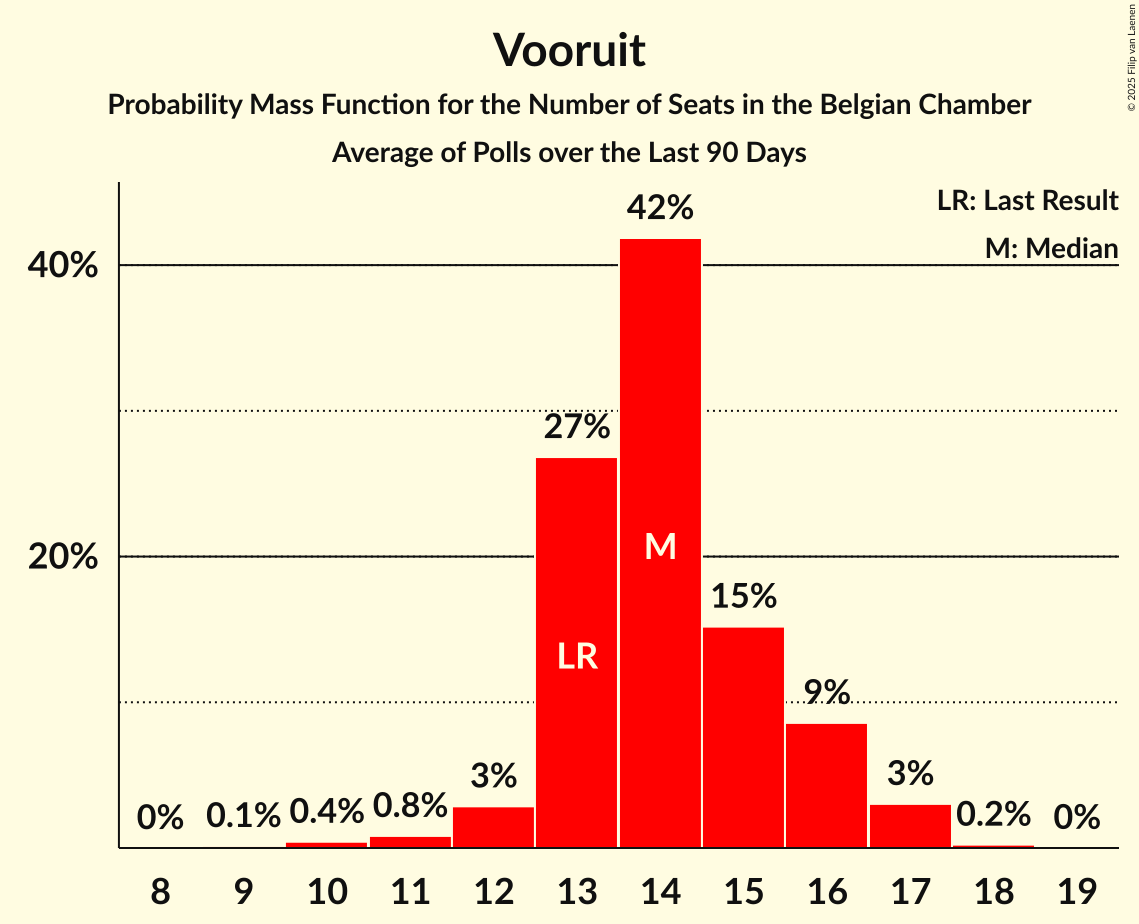 Vooruit
Probability Mass Function for the Number of Seats in the Belgian Chamber
Average of Polls over the Last 90 Days
© 2025 Filip van Laenen
LR: Last Result
M: Median
42%
40%
27%
M
20%
15%
LR
9%
3%
3%
0% 0.1% 0.4% 0.8% 0.2% 0%
8 9 10 11 12 13 14 15 16 17 18 19